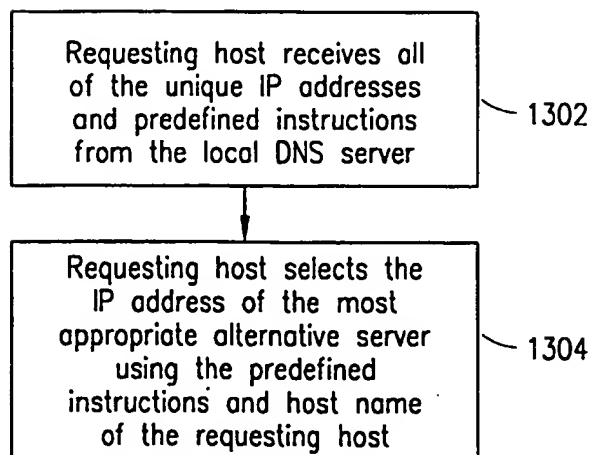 Requesting host receives all
of the unique IP addresses
and predefined instructions
from the local DNS server
1302
Requesting host selects the
IP address of the most
appropriate alternative server
using the predefined
instructions and host name
of the requesting host
1304